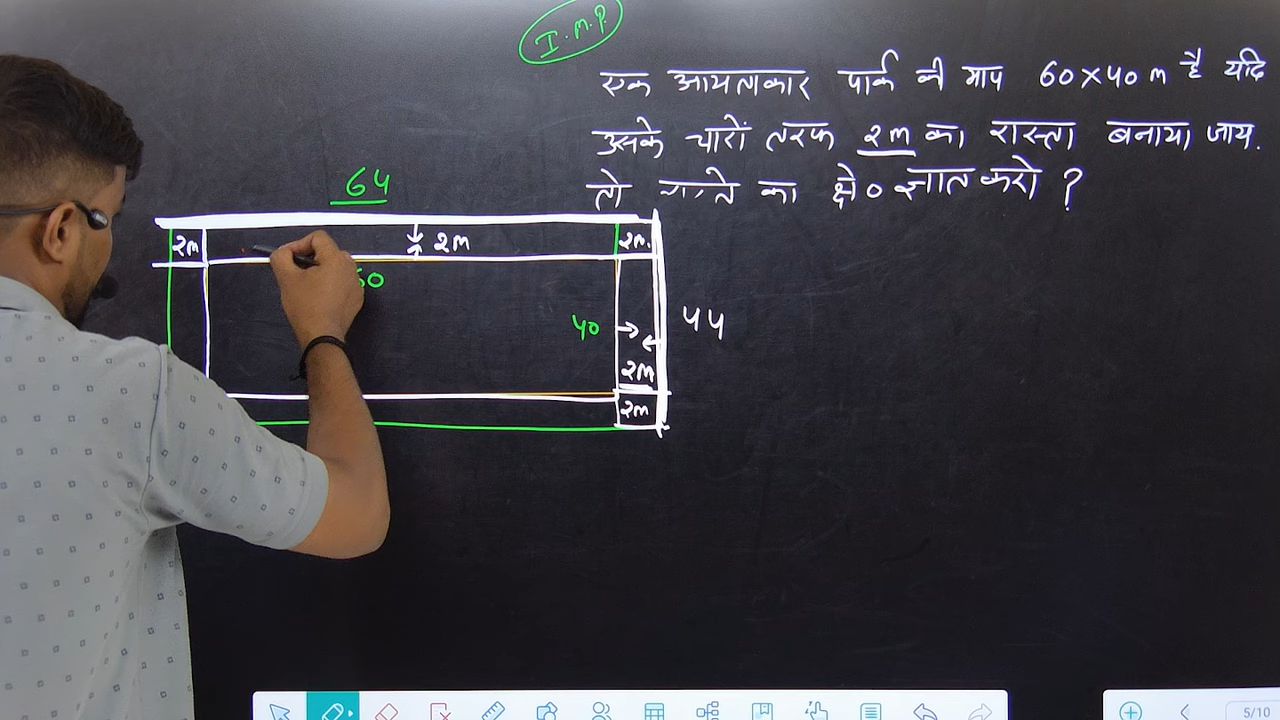 I.M.P.
एक आयताकार पार्क की माप 60×40 m है यदि
उसके चारों तरफ 2m का रास्ता बनाया जाय.
तो का क्षे० ज्ञात करो ?
64
2m
2m
2m.
60
40
44
2m
2m
5/10